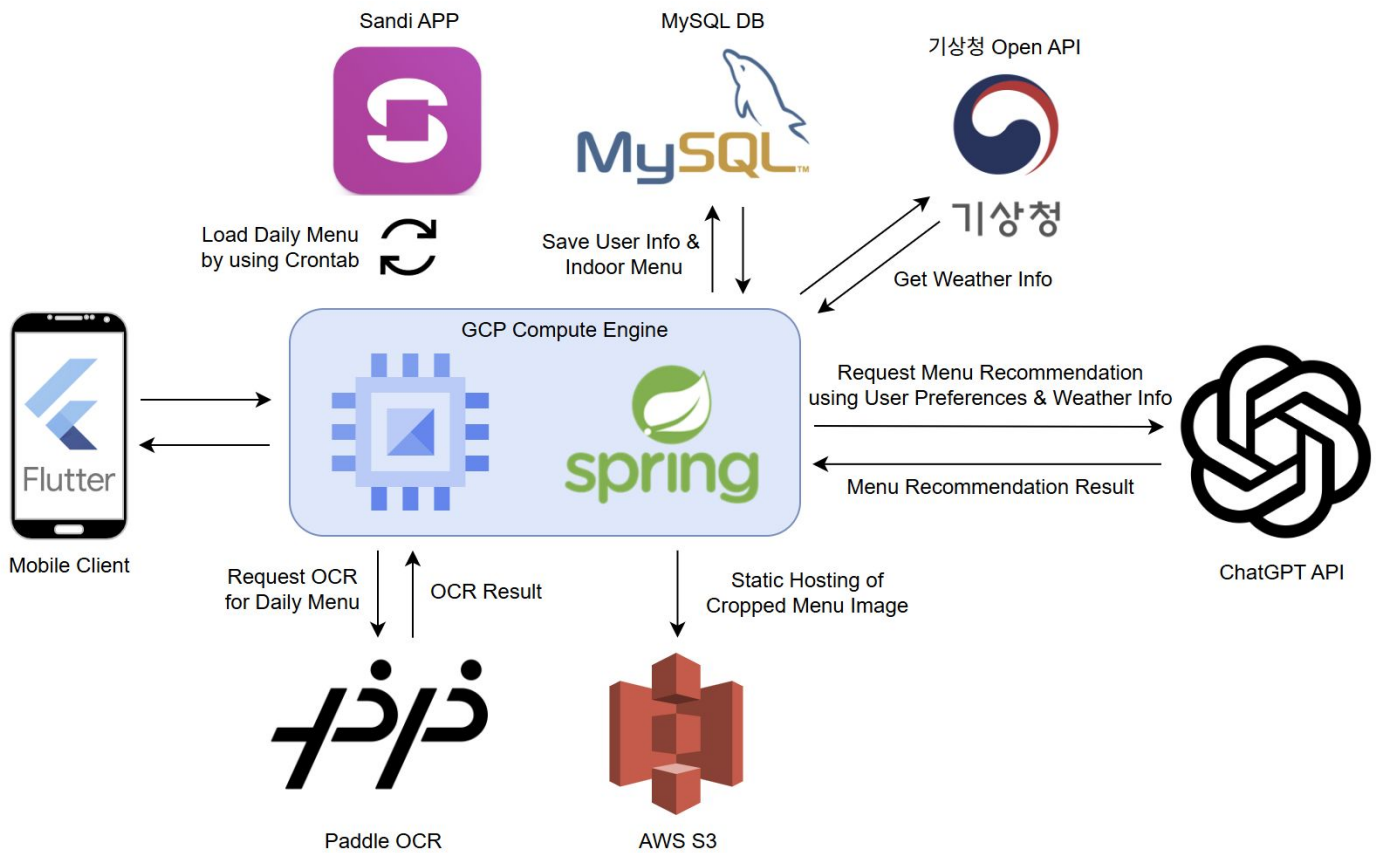 Sandi APP
MySQL DB
기상청 Open API
MySQL
TM
기상청
Load Daily Menu
by using Crontab
Save User Info &
Indoor Menu
Get Weather Info
GCP Compute Engine
Flutter
spring
Request Menu Recommendation
using User Preferences & Weather Info
Menu Recommendation Result
Mobile Client
ChatGPT API
Request OCR
for Daily Menu
OCR Result
Static Hosting of
Cropped Menu Image
Paddle OCR
AWS S3